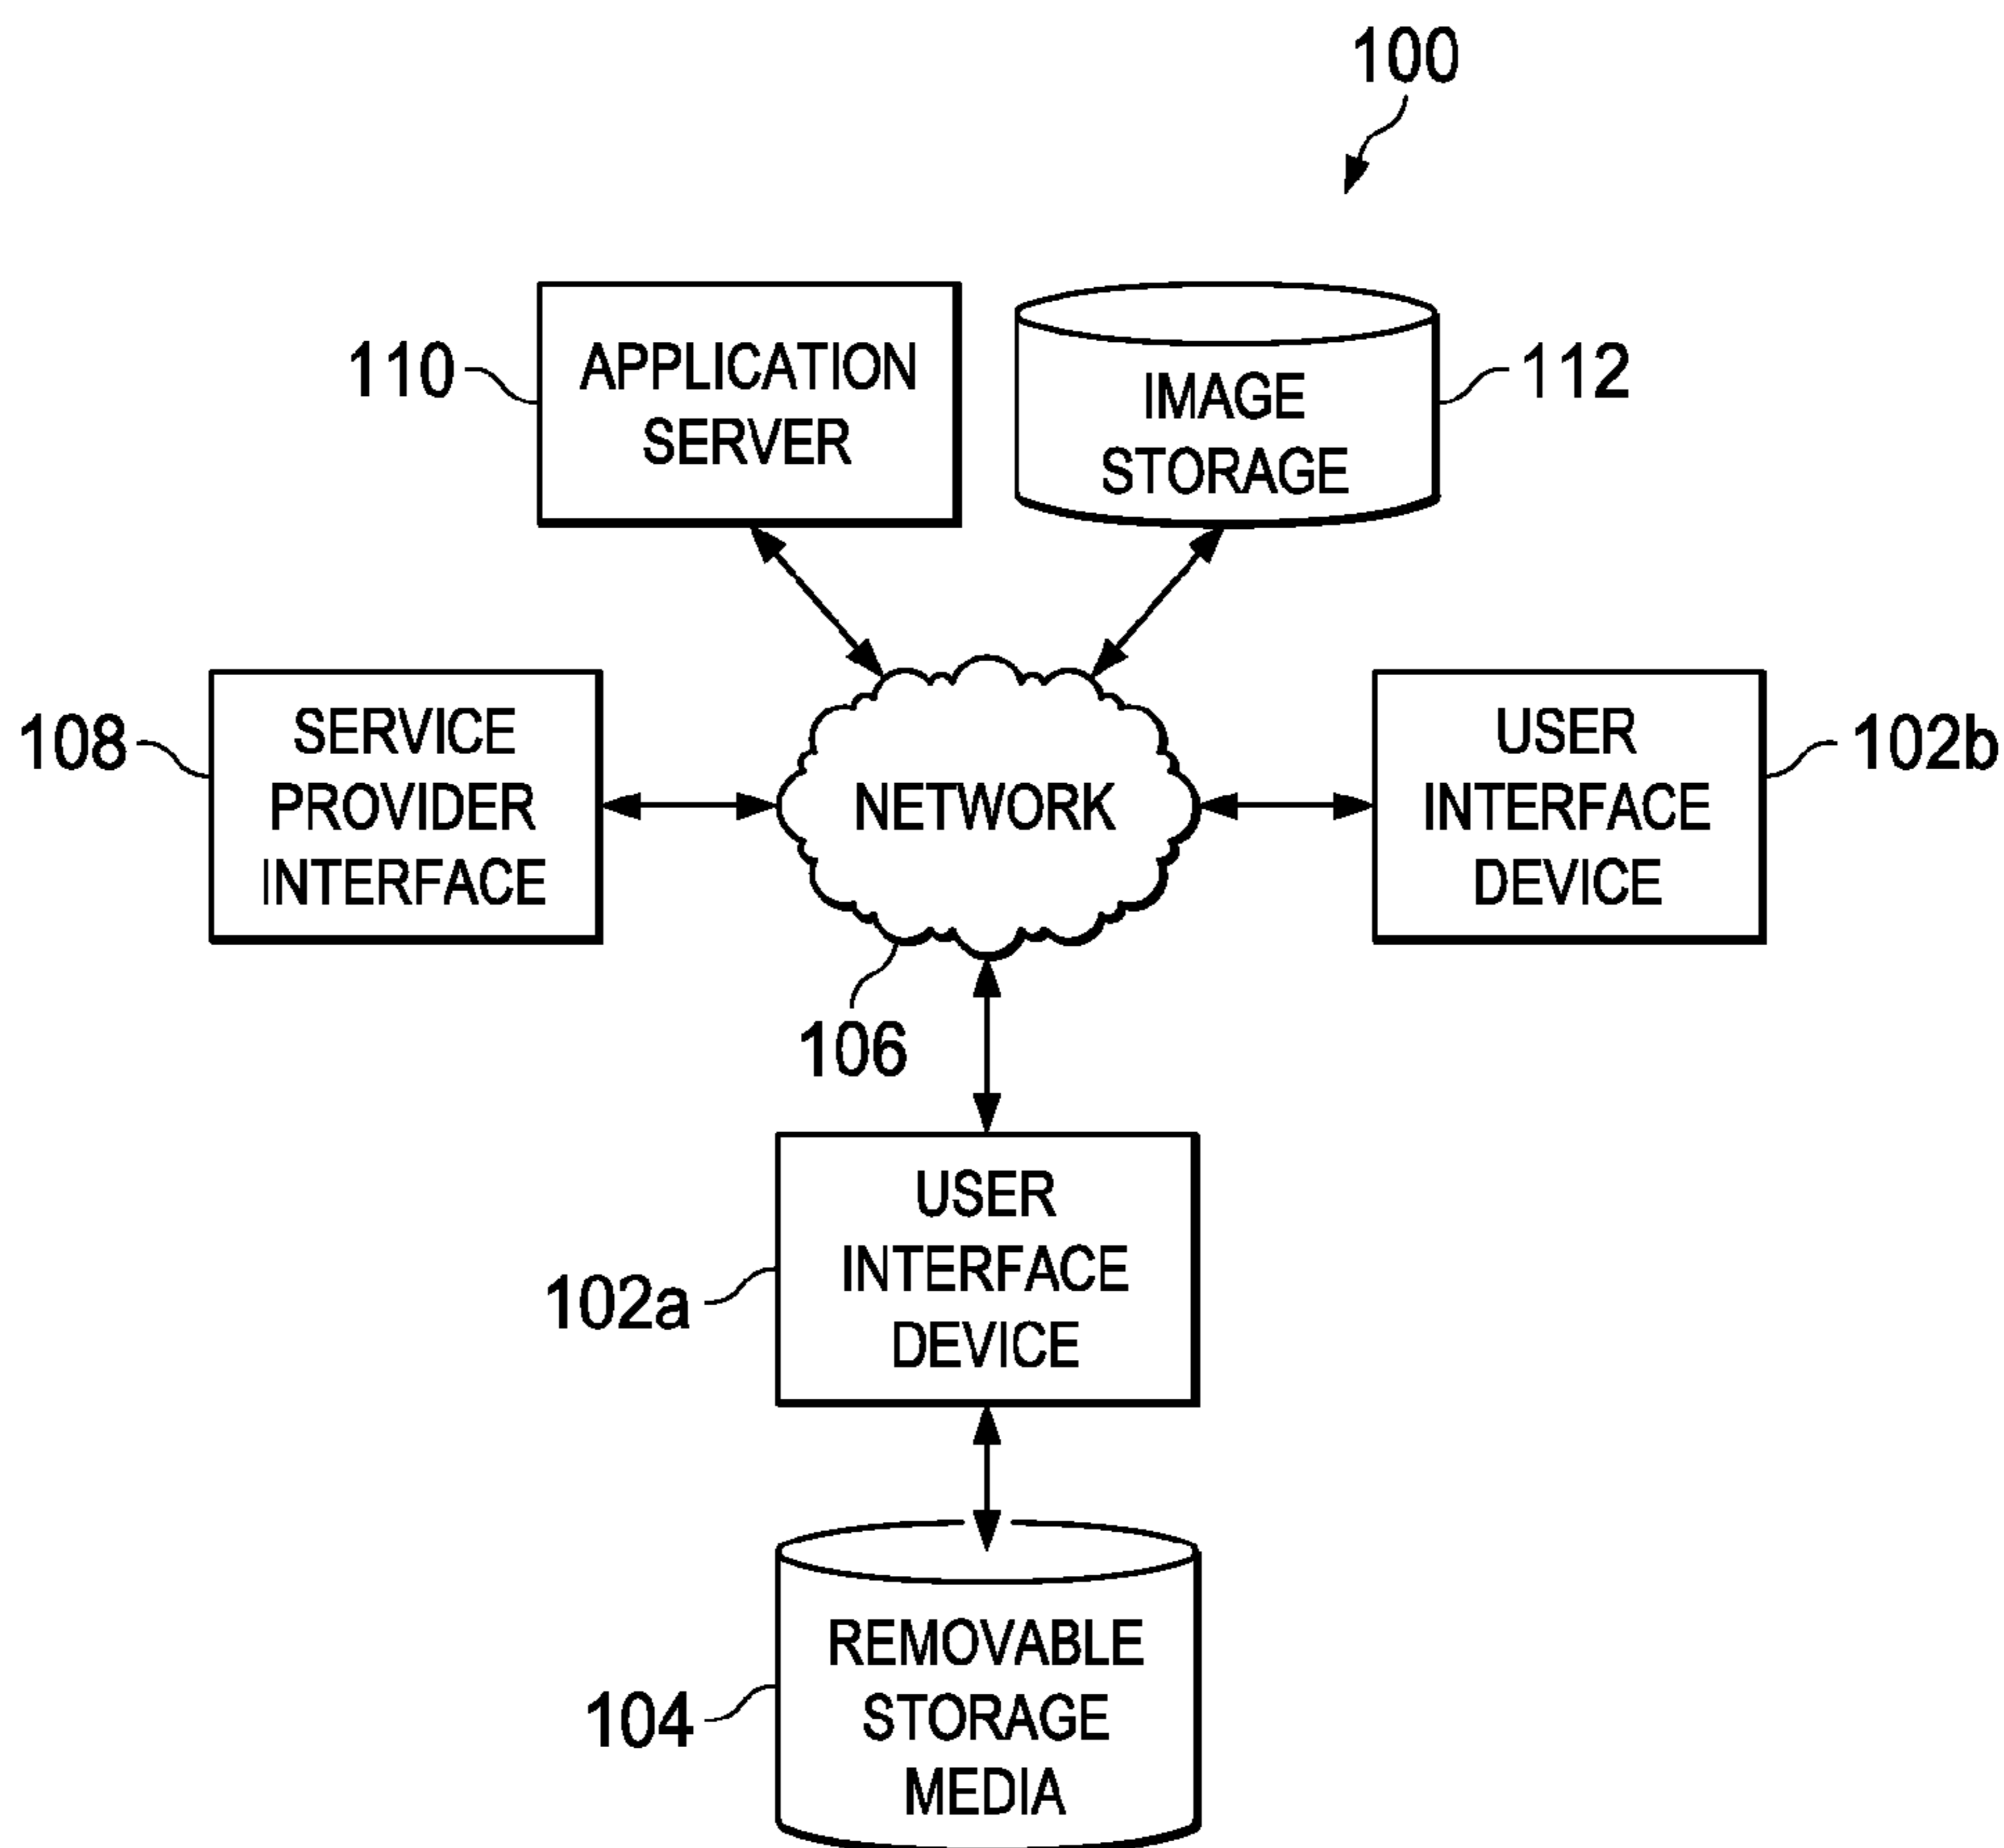 100
110
APPLICATION
SERVER
IMAGE
STORAGE
112
108
SERVICE
PROVIDER
INTERFACE
NETWORK
106
USER
INTERFACE
DEVICE
102b
102a
USER
INTERFACE
DEVICE
104
REMOVABLE
STORAGE
MEDIA